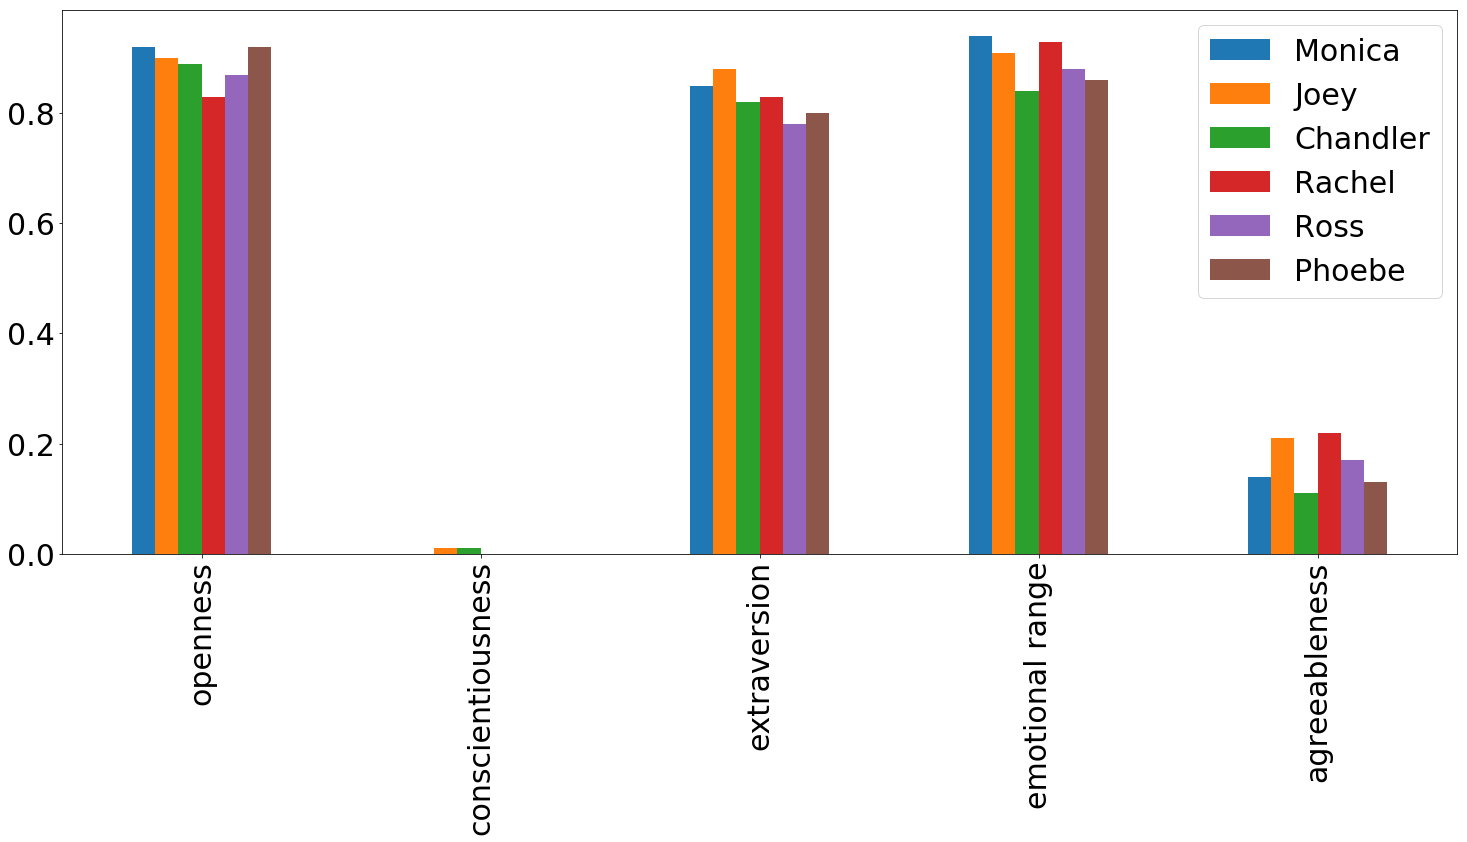 0.8
0.6
0.4
0.2
0.0
openness
conscientiousness
extraversion
emotional range
agreeableness
Monica
Joey
Chandler
Rachel
Ross
Phoebe